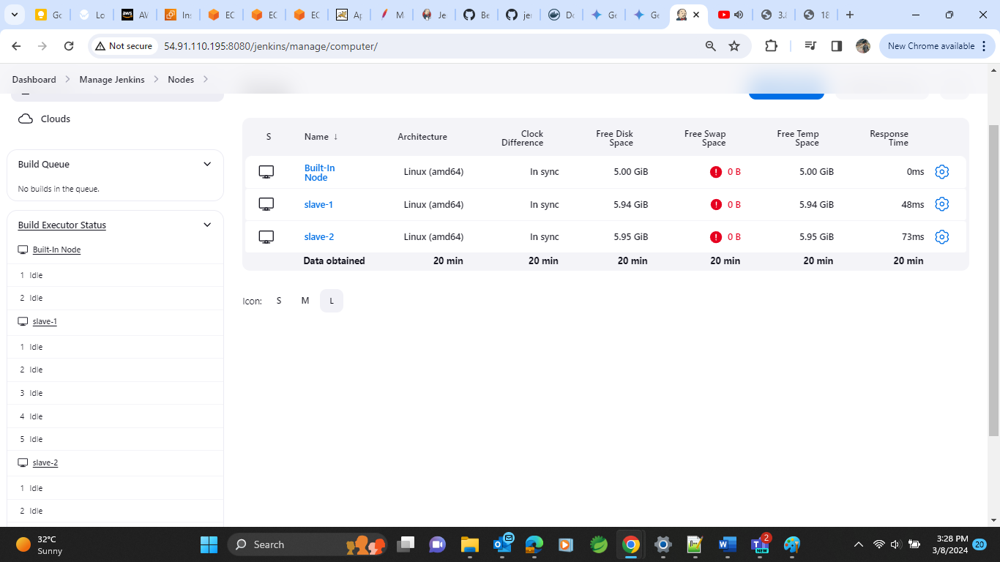 Go
Lo
aws
AV
In
EC
EC
EC
Ap
M
Je
Be
je
Do
Ge
Ge
3.
18
Not secure
54.91.110.195:8080/jenkins/manage/computer/
New Chrome available
Dashboard
Manage Jenkins
Nodes
Clouds
Build Queue
No builds in the queue.
Build Executor Status
Built-In Node
1 Idle
2 Idle
slave-1
1 Idle
2 Idle
3 Idle
4 Idle
5 Idle
slave-2
1 Idle
2 Idle
S Name ↓ Architecture Clock Difference Free Disk Space Free Swap Space Free Temp Space Response Time
Built-In Node Linux (amd64) In sync 5.00 GiB 0 B 5.00 GiB 0ms
slave-1 Linux (amd64) In sync 5.94 GiB 0 B 5.94 GiB 48ms
slave-2 Linux (amd64) In sync 5.95 GiB 0 B 5.95 GiB 73ms
Data obtained 20 min 20 min 20 min 20 min 20 min 20 min
Icon: S M L
32°C
Sunny
Search
NEW
2
3:28 PM
3/8/2024
20